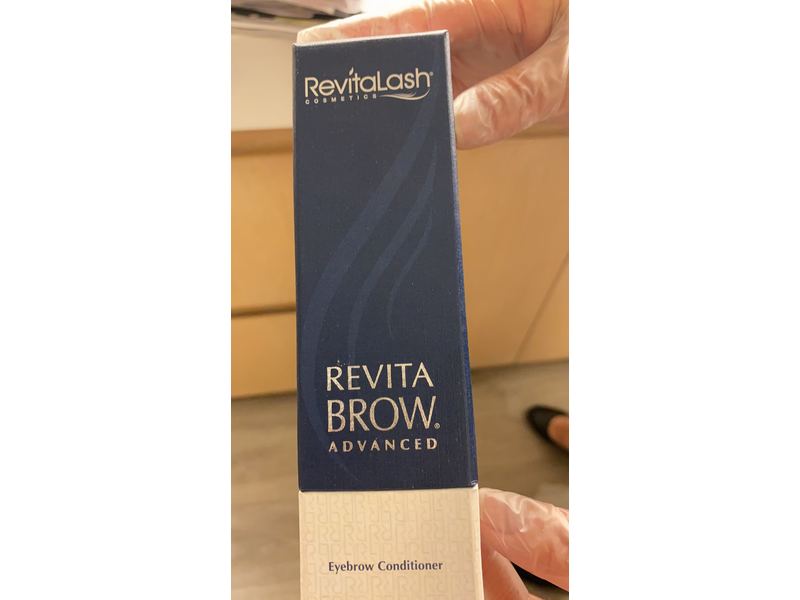 RevitaLash®
COSMETICS
REVITA
BROW®
ADVANCED
Eyebrow Conditioner